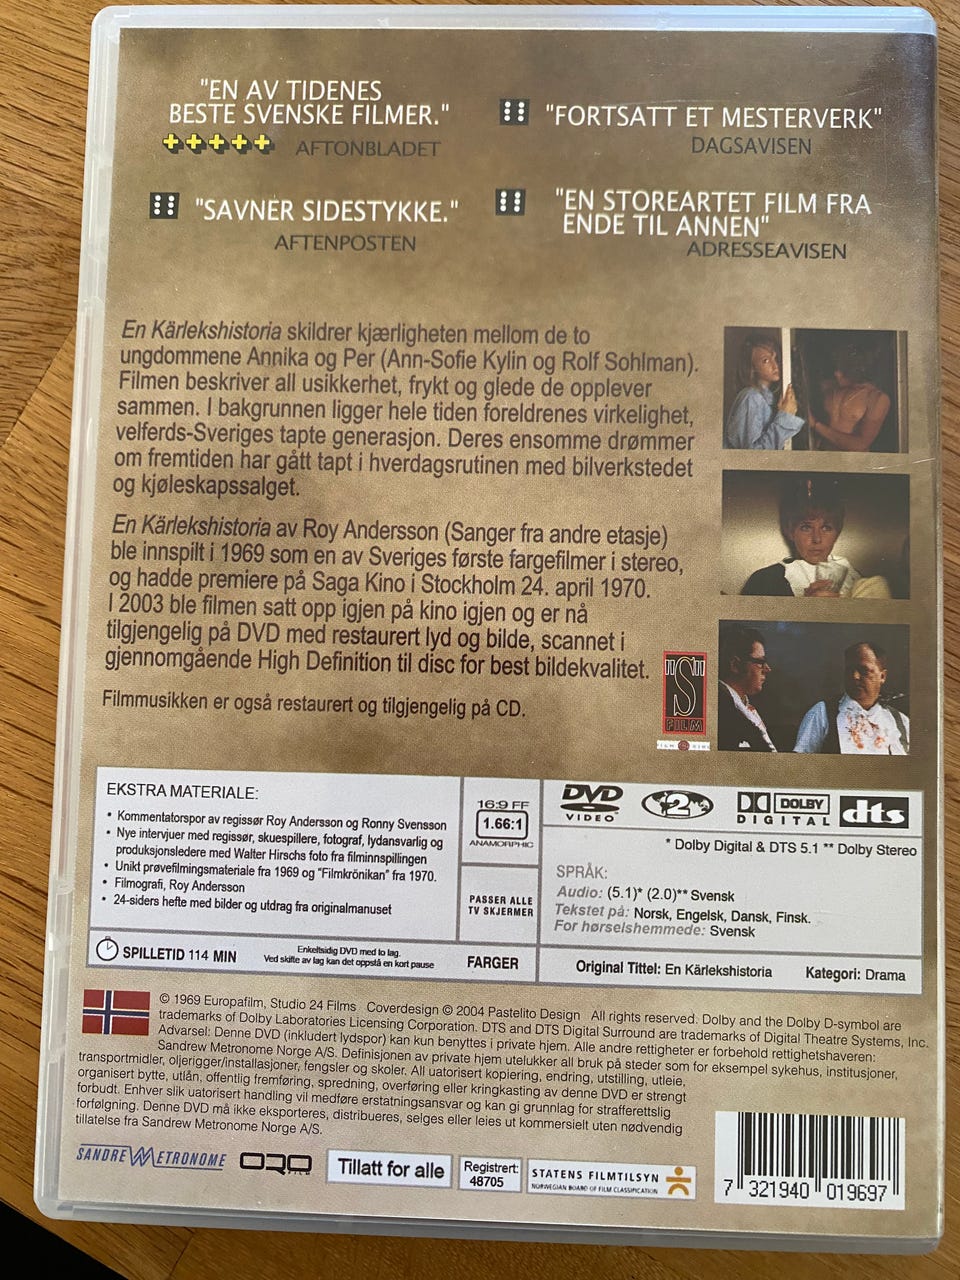 "EN AV TIDENES
BESTE SVENSKE FILMER."
AFTONBLADET
"FORTSATT ET MESTERVERK"
DAGSAVISEN
"SAVNER SIDESTYKKE."
AFTENPOSTEN
"EN STOREARTET FILM FRA
ENDE TIL ANNEN"
ADRESSEAVISEN
En Kärlekshistoria skildrer kjærligheten mellom de to
ungdommene Annika og Per (Ann-Sofie Kylin og Rolf Sohlman).
Filmen beskriver all usikkerhet, frykt og glede de opplever
sammen. I bakgrunnen ligger hele tiden foreldrenes virkelighet,
velferds-Sveriges tapte generasjon. Deres ensomme drømmer
om fremtiden har gått tapt i hverdagsrutinen med bilverkstedet
og kjøleskapssalget.
En Kärlekshistoria av Roy Andersson (Sanger fra andre etasje)
ble innspilt i 1969 som en av Sveriges første fargefilmer i stereo,
og hadde premiere på Saga Kino i Stockholm 24. april 1970.
I 2003 ble filmen satt opp igjen på kino igjen og er nå
tilgjengelig på DVD med restaurert lyd og bilde, scannet i
gjennomgående High Definition til disc for best bildekvalitet.
Filmmusikken er også restaurert og tilgjengelig på CD.
"S"
FILM
EKSTRA MATERIALE:
• Kommentatorspor av regissør Roy Andersson og Ronny Svensson
• Nye intervjuer med regissør, skuespillere, fotograf, lydansvarlig og
produksjonsledere med Walter Hirschs foto fra filminnspillingen
• Unikt prøvefilmingsmateriale fra 1969 og "Filmkrönikan" fra 1970.
• Filmografi, Roy Andersson
• 24-siders hefte med bilder og utdrag fra originalmanuset
16:9 FF
1.66:1
ANAMORPHIC
PASSER ALLE
TV SKJERMER
DVD
VIDEO
2
DOLBY
DIGITAL
dts
* Dolby Digital & DTS 5.1 ** Dolby Stereo
SPRÅK:
Audio: (5.1)* (2.0)** Svensk
Tekstet på: Norsk, Engelsk, Dansk, Finsk.
For hørselshemmede: Svensk
SPILLETID 114 MIN
Enkeltsidig DVD med to lag.
Ved skifte av lag kan det oppstå en kort pause
FARGER
Original Tittel: En Kärlekshistoria
Kategori: Drama
© 1969 Europafilm, Studio 24 Films Coverdesign © 2004 Pastelito Design All rights reserved. Dolby and the Dolby D-symbol are
trademarks of Dolby Laboratories Licensing Corporation. DTS and DTS Digital Surround are trademarks of Digital Theatre Systems, Inc.
Advarsel: Denne DVD (inkludert lydspor) kan kun benyttes i private hjem. Alle andre rettigheter er forbehold rettighetshaveren:
Sandrew Metronome Norge A/S. Definisjonen av private hjem utelukker all bruk på steder som for eksempel sykehus, institusjoner,
transportmidler, oljerigger/installasjoner, fengsler og skoler. All uatorisert kopiering, endring, utstilling, utleie,
organisert bytte, utlån, offentlig fremføring, spredning, overføring eller kringkasting av denne DVD er strengt
forbudt. Enhver slik uatorisert handling vil medføre erstatningsansvar og kan gi grunnlag for strafferettslig
forfølgning. Denne DVD må ikke eksporteres, distribueres, selges eller leies ut kommersielt uten nødvendig
tillatelse fra Sandrew Metronome Norge A/S.
SANDREW METRONOME
ORO
FILM
Tillatt for alle
Registrert:
48705
STATENS FILMTILSYN
NORWEGIAN BOARD OF FILM CLASSIFICATION
7 321940 019697